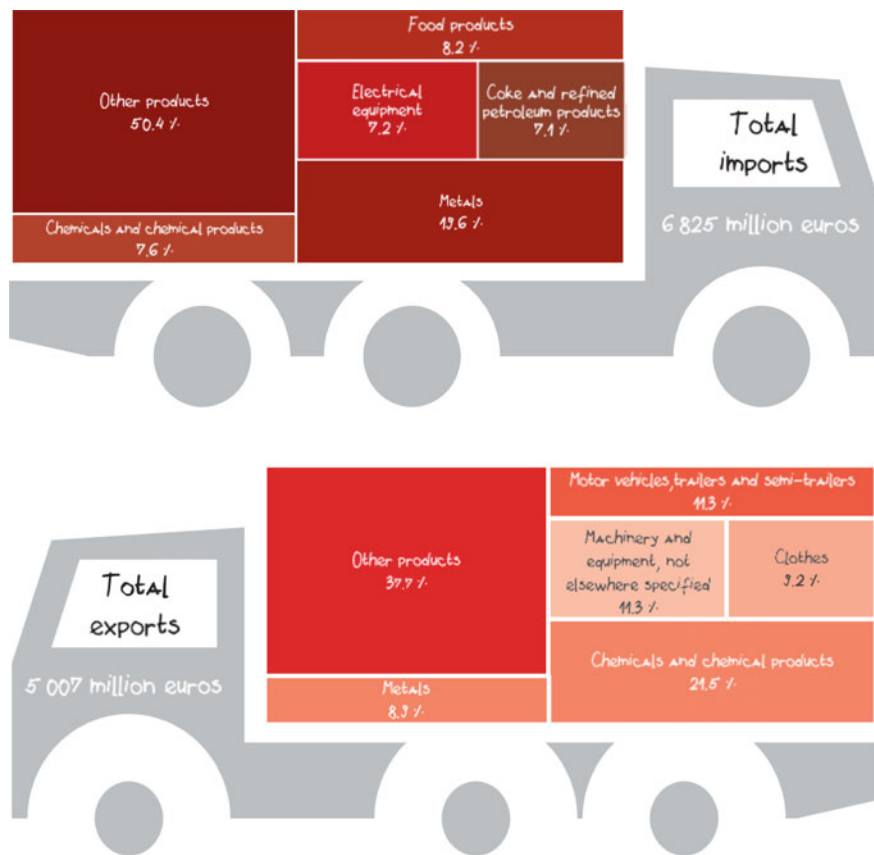 Food products
8.2 %
Other products
50.4 %
Electrical
equipment
7.2 %
Coke and refined
petroleum products
7.1 %
Metals
19.6 %
Chemicals and chemical products
7.6 %
Total
imports
6 825 million euros
Total
exports
5 007 million euros
Other products
37.7 %
Metals
8.9 %
Motor vehicles, trailers and semi-trailers
11.3 %
Machinery and
equipment, not
elsewhere specified
11.3 %
Clothes
9.2 %
Chemicals and chemical products
21.5 %